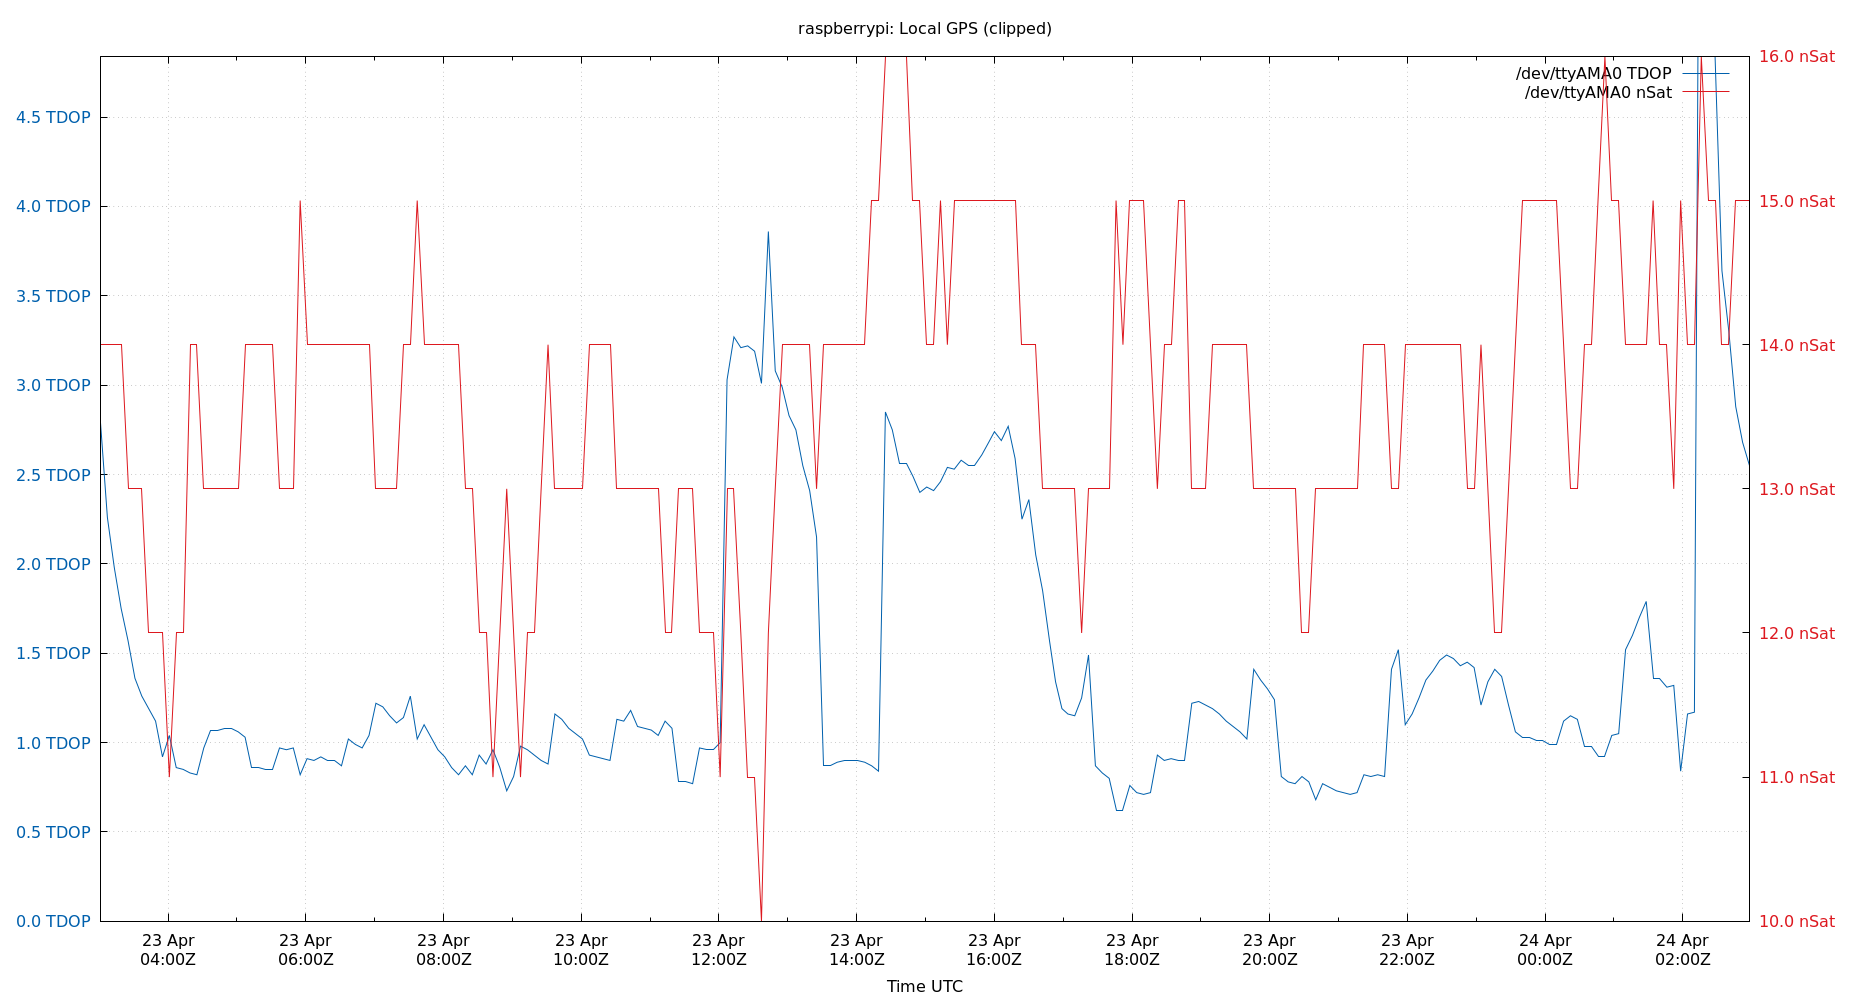 raspberrypi: Local GPS (clipped)
/dev/ttyAMA0 TDOP
/dev/ttyAMA0 nSat
4.5 TDOP
4.0 TDOP
3.5 TDOP
3.0 TDOP
2.5 TDOP
2.0 TDOP
1.5 TDOP
1.0 TDOP
0.5 TDOP
0.0 TDOP
16.0 nSat
15.0 nSat
14.0 nSat
13.0 nSat
12.0 nSat
11.0 nSat
10.0 nSat
23 Apr
04:00Z
23 Apr
06:00Z
23 Apr
08:00Z
23 Apr
10:00Z
23 Apr
12:00Z
23 Apr
14:00Z
23 Apr
16:00Z
23 Apr
18:00Z
23 Apr
20:00Z
23 Apr
22:00Z
24 Apr
00:00Z
24 Apr
02:00Z
Time UTC